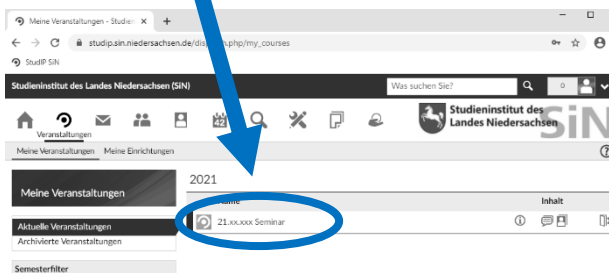 Meine Veranstaltungen - Studien
studip.sin.niedersachsen.de/dis .php/my_courses
StudIP SiN
Studieninstitut des Landes Niedersachsen (SiN)
Was suchen Sie?
0
Veranstaltungen
42
Studieninstitut des
Landes Niedersachsen
SiN
Meine Veranstaltungen Meine Einrichtungen
Meine Veranstaltungen
2021
Inhalt
21.xx.xxx Seminar
Aktuelle Veranstaltungen
Archivierte Veranstaltungen
Semesterfilter